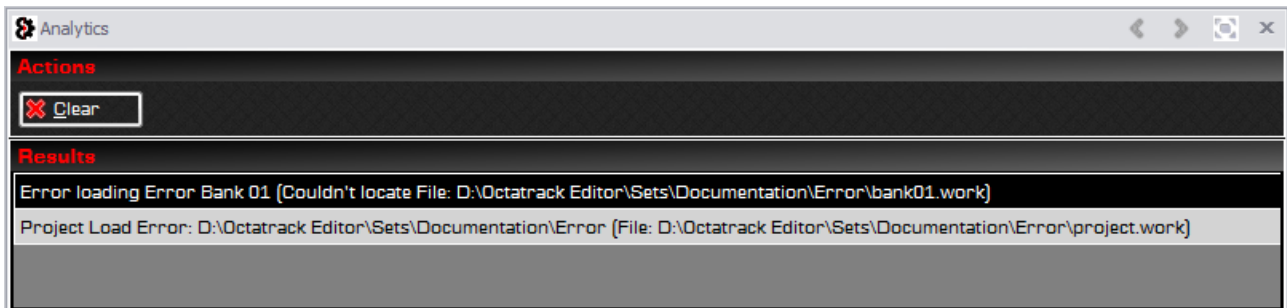 Analytics
Actions
Clear
Results
Error loading Error Bank 01 (Couldn't locate File: D:\Octatrack Editor\Sets\Documentation\Error\bank01.work)
Project Load Error: D:\Octatrack Editor\Sets\Documentation\Error (File: D:\Octatrack Editor\Sets\Documentation\Error\project.work)